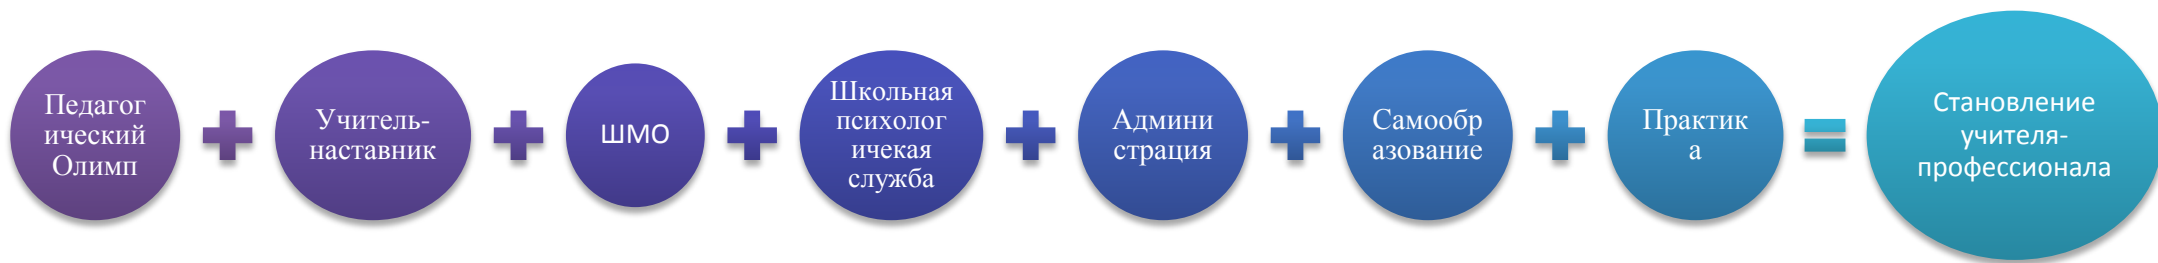 Педагог
ический
Олимп
Учитель-
наставник
ШМО
Школьная
психолог
ичекая
служба
Админи
страция
Самообр
азование
Практик
а
Становление
учителя-
профессионала